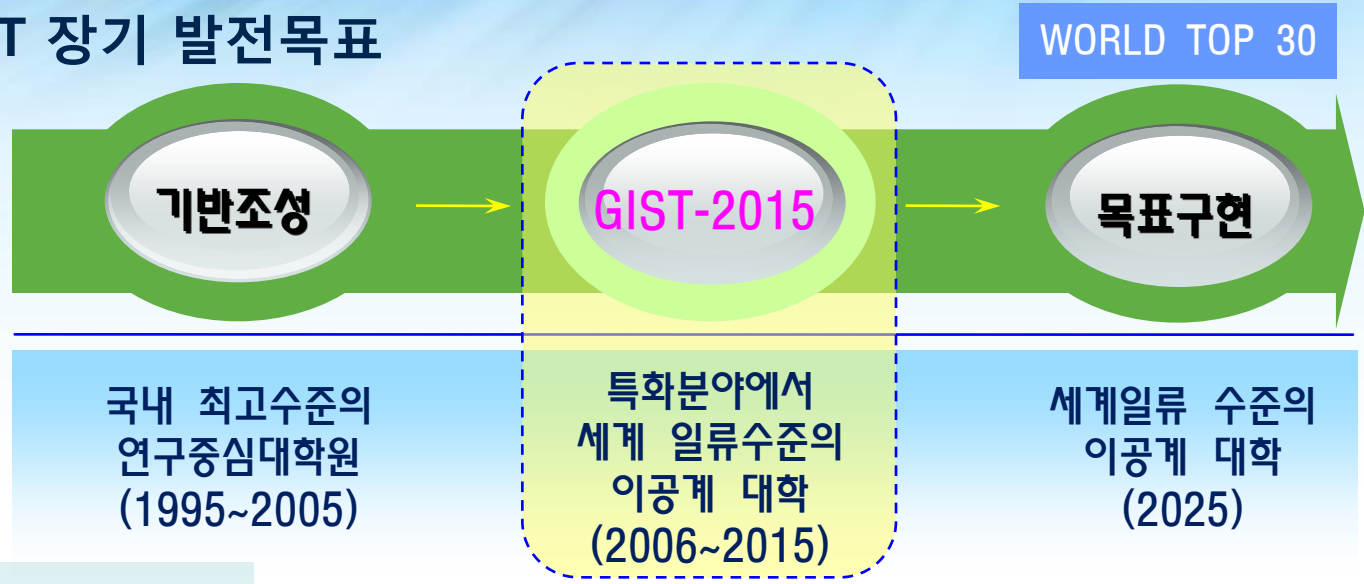 T 장기 발전목표
WORLD TOP 30
기반조성
GIST-2015
목표구현
국내 최고수준의
연구중심대학원
(1995~2005)
특화분야에서
세계 일류수준의
이공계 대학
(2006~2015)
세계일류 수준의
이공계 대학
(2025)